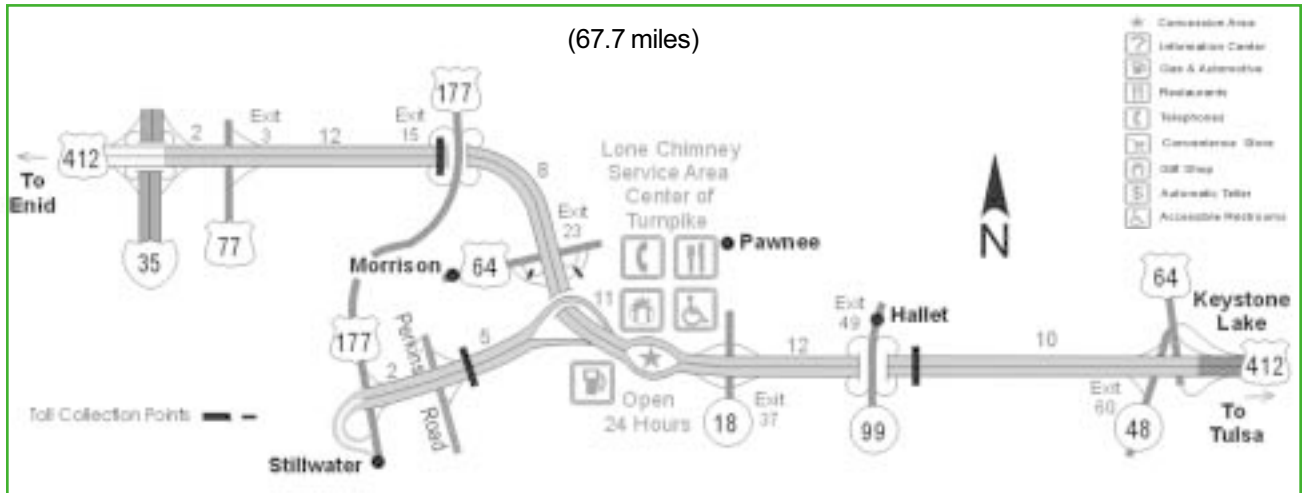 (67.7 miles)
Concession Area
Information Center
Gas & Automotive
Restaurants
Telephones
Convenience Store
Gift Shop
Automatic Teller
Accessible Restrooms
177
2
Exit
3
12
Exit
15
412
To
Enid
35
77
8
Lone Chimney
Service Area
Center of
Turnpike
Exit
23
Morrison
64
Pawnee
N
11
177
2
Perkins
Road
5
Stillwater
Toll Collection Points
Open
24 Hours
18
Exit
37
12
Exit
49
Hallet
99
10
64
Keystone
Lake
412
Exit
60
48
To
Tulsa